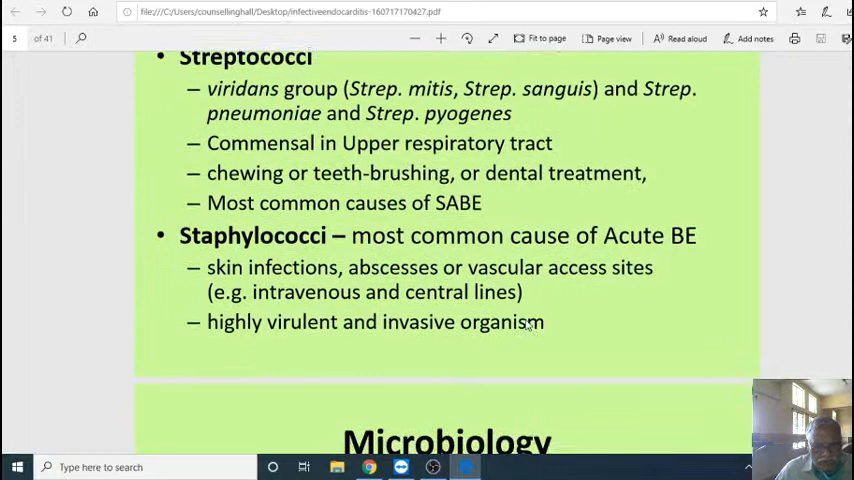 file:///C:/Users/counsellinghall/Desktop/infectiveendocarditis-160717170427.pdf
5 of 41
Fit to page
Page view
Read aloud
Add notes
• Streptococci
– viridans group (Strep. mitis, Strep. sanguis) and Strep.
pneumoniae and Strep. pyogenes
– Commensal in Upper respiratory tract
– chewing or teeth-brushing, or dental treatment,
– Most common causes of SABE
• Staphylococci – most common cause of Acute BE
– skin infections, abscesses or vascular access sites
(e.g. intravenous and central lines)
– highly virulent and invasive organism
Microbiology
Type here to search